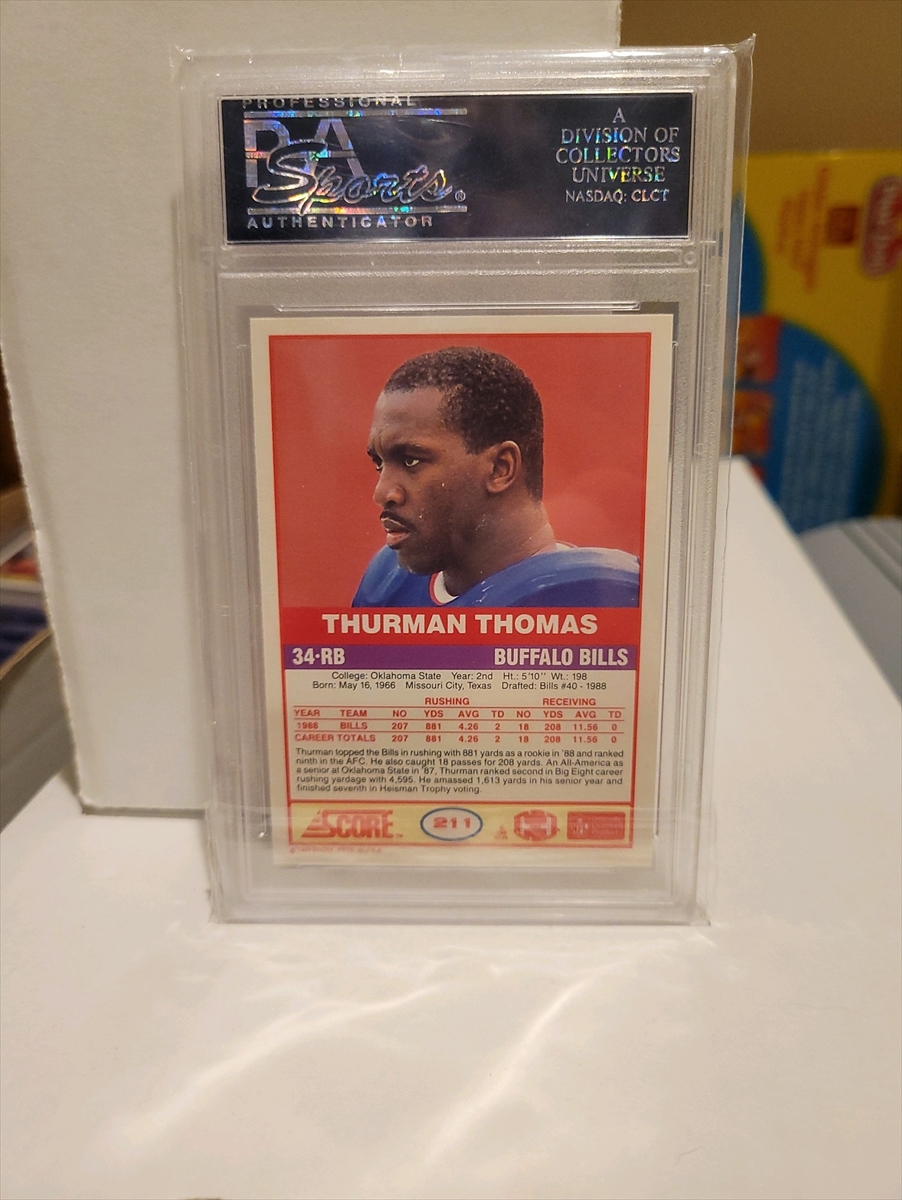 PROFESSIONAL
PSA
Sports®
AUTHENTICATOR
A
DIVISION OF
COLLECTORS
UNIVERSE
NASDAQ: CLCT
THURMAN THOMAS
34·RB BUFFALO BILLS
College: Oklahoma State Year: 2nd Ht.: 5'10'' Wt.: 198
Born: May 16, 1966 Missouri City, Texas Drafted: Bills #40 - 1988
RUSHING RECEIVING
YEAR TEAM NO YDS AVG TD NO YDS AVG TD
1988 BILLS 207 881 4.26 2 18 208 11.56 0
CAREER TOTALS 207 881 4.26 2 18 208 11.56 0
Thurman topped the Bills in rushing with 881 yards as a rookie in '88 and ranked
ninth in the AFC. He also caught 18 passes for 208 yards. An All-America as
a senior at Oklahoma State in '87, Thurman ranked second in Big Eight career
rushing yardage with 4,595. He amassed 1,613 yards in his senior year and
finished seventh in Heisman Trophy voting.
SCORE™ 211